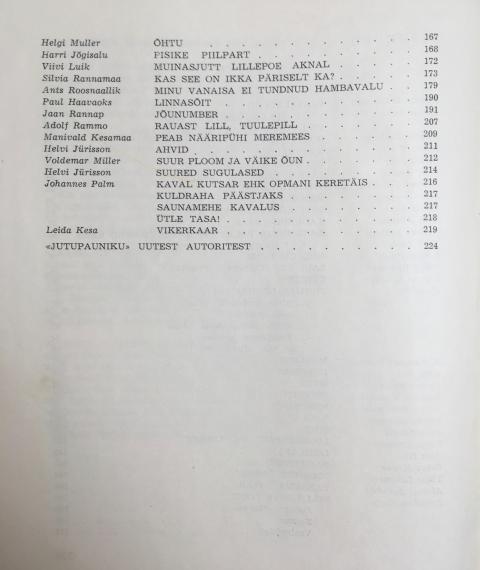 Helgi Muller ÕHTU . . . . . . . . . . . . 167
Harri Jõgisalu PISIKE PIILPART . . . . . . . . . 168
Viivi Luik MUINASJUTT LILLEPOE AKNAL . . . . . . 172
Silvia Rannamaa KAS SEE ON IKKA PÄRISELT KA? . . . . . 173
Ants Roosnaallik MINU VANAISA EI TUNDNUD HAMBAVALU . . 179
Paul Haavaoks LINNASÕIT . . . . . . . . . . . 190
Jaan Rannap JÕUNUMBER . . . . . . . . . . . 191
Adolf Rammo RAUAST LILL, TUULEPILL . . . . . . . 207
Manivald Kesamaa PEAB NÄÄRIPÜHI MEREMEES . . . . . . 209
Helvi Jürisson AHVID . . . . . . . . . . . . 211
Voldemar Miller SUUR PLOOM JA VÄIKE ÕUN . . . . . . 212
Helvi Jürisson SUURED SUGULASED . . . . . . . . 214
Johannes Palm KAVAL KUTSAR EHK OPMANI KERETÄIS . . . 216
KULDRAHA PÄÄSTJAKS . . . . . . . 217
SAUNAMEHE KAVALUS . . . . . . . 217
ÜTLE TASA! . . . . . . . . . . 218
Leida Kesa VIKERKAAR . . . . . . . . . . . 219
«JUTUPAUNIKU» UUTEST AUTORITEST . . . . . . . . . . 224